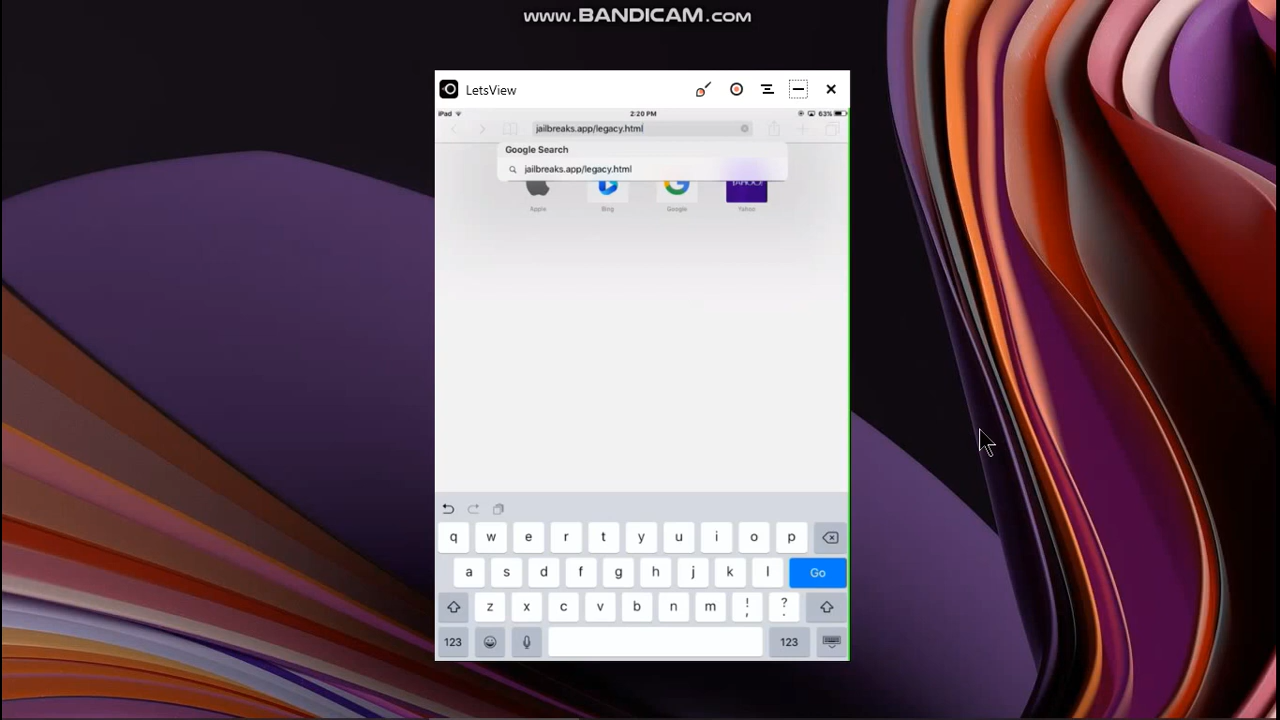 WWW.BANDICAM.COM
LetsView
iPad 2:20 PM 63%
jailbreaks.app/legacy.html
Google Search
jailbreaks.app/legacy.html
YAHOO!
Apple Bing Google Yahoo
q w e r t y u i o p
a s d f g h j k l Go
z x c v b n m ! , ? .
123 123